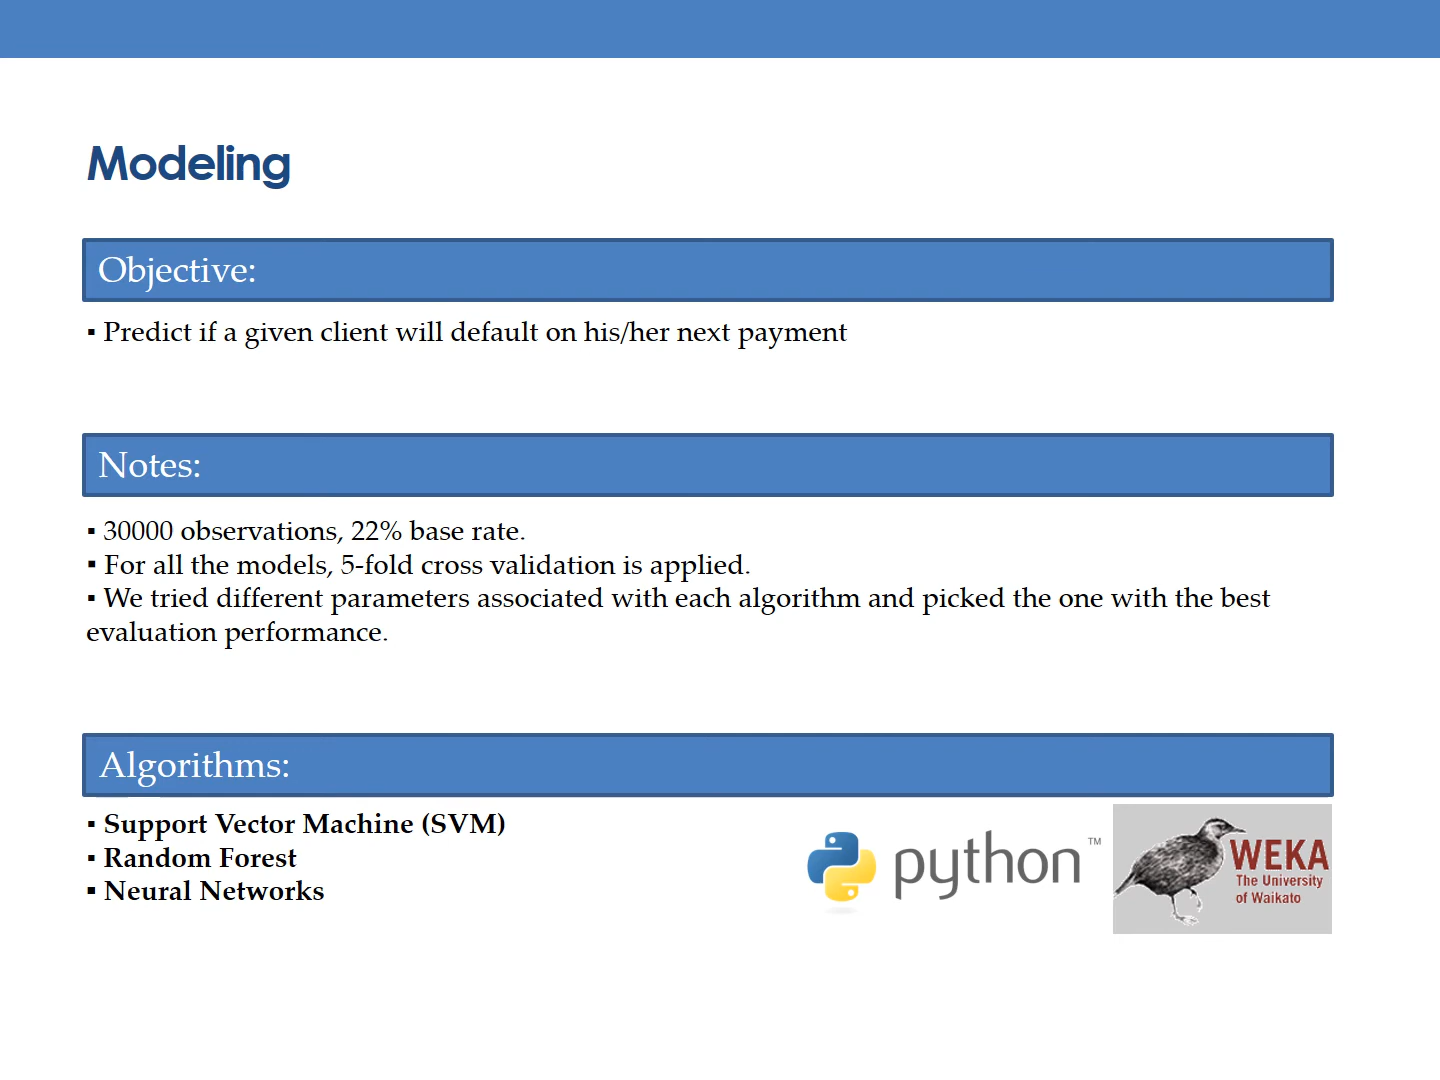 Modeling
Objective:
▪ Predict if a given client will default on his/her next payment
Notes:
▪ 30000 observations, 22% base rate.
▪ For all the models, 5-fold cross validation is applied.
▪ We tried different parameters associated with each algorithm and picked the one with the best
evaluation performance.
Algorithms:
▪ Support Vector Machine (SVM)
▪ Random Forest
▪ Neural Networks
python™
WEKA
The University
of Waikato